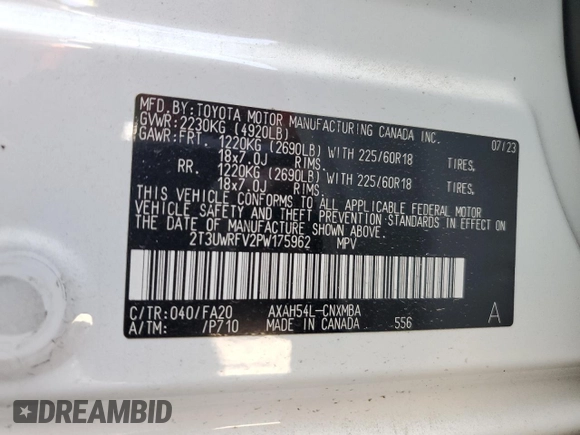 MFD.BY:TOYOTA MOTOR MANUFACTURING CANADA INC.
GVWR:2230KG (4920LB) 07/23
GAWR:FRT. 1220KG (2690LB) WITH 225/60R18 TIRES.
18x7.0J RIMS.
RR. 1220KG (2690LB) WITH 225/60R18 TIRES.
18x7.0J RIMS.
THIS VEHICLE CONFORMS TO ALL APPLICABLE FEDERAL MOTOR
VEHICLE SAFETY AND THEFT PREVENTION STANDARDS IN EFFECT ON
THE DATE OF MANUFACTURE SHOWN ABOVE.
2T3UWRFV2PW175962 MPV
C/TR:040/FA20 AXAH54L-CNXMBA
A/TM: /P710 MADE IN CANADA 556 A
DREAMBID